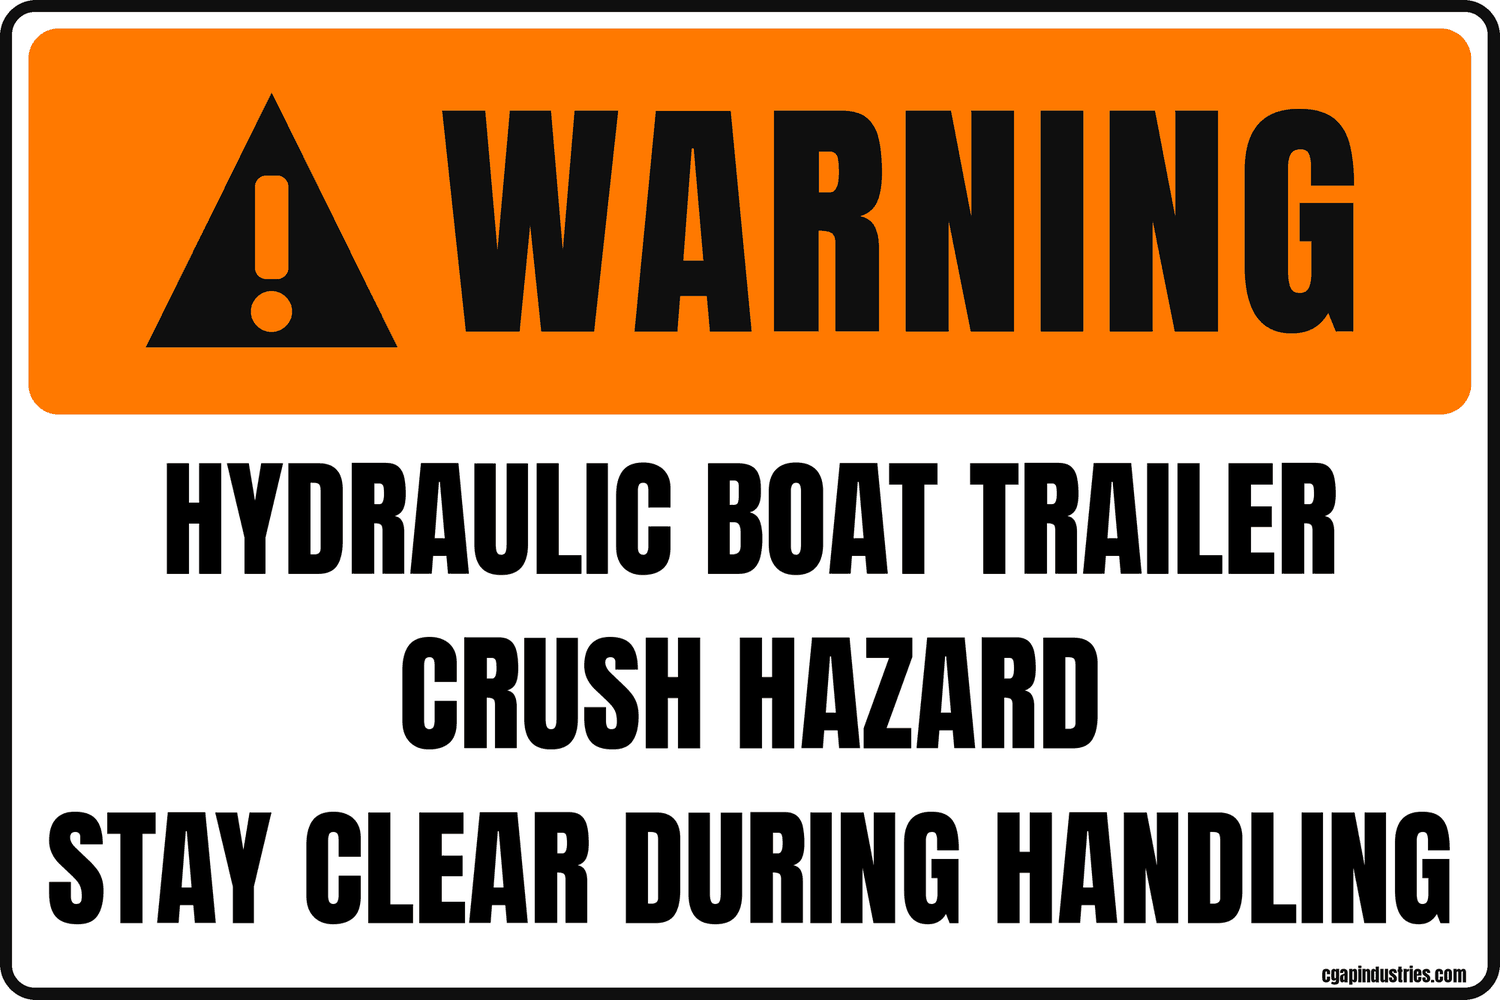 WARNING
HYDRAULIC BOAT TRAILER
CRUSH HAZARD
STAY CLEAR DURING HANDLING
cgapindustries.com